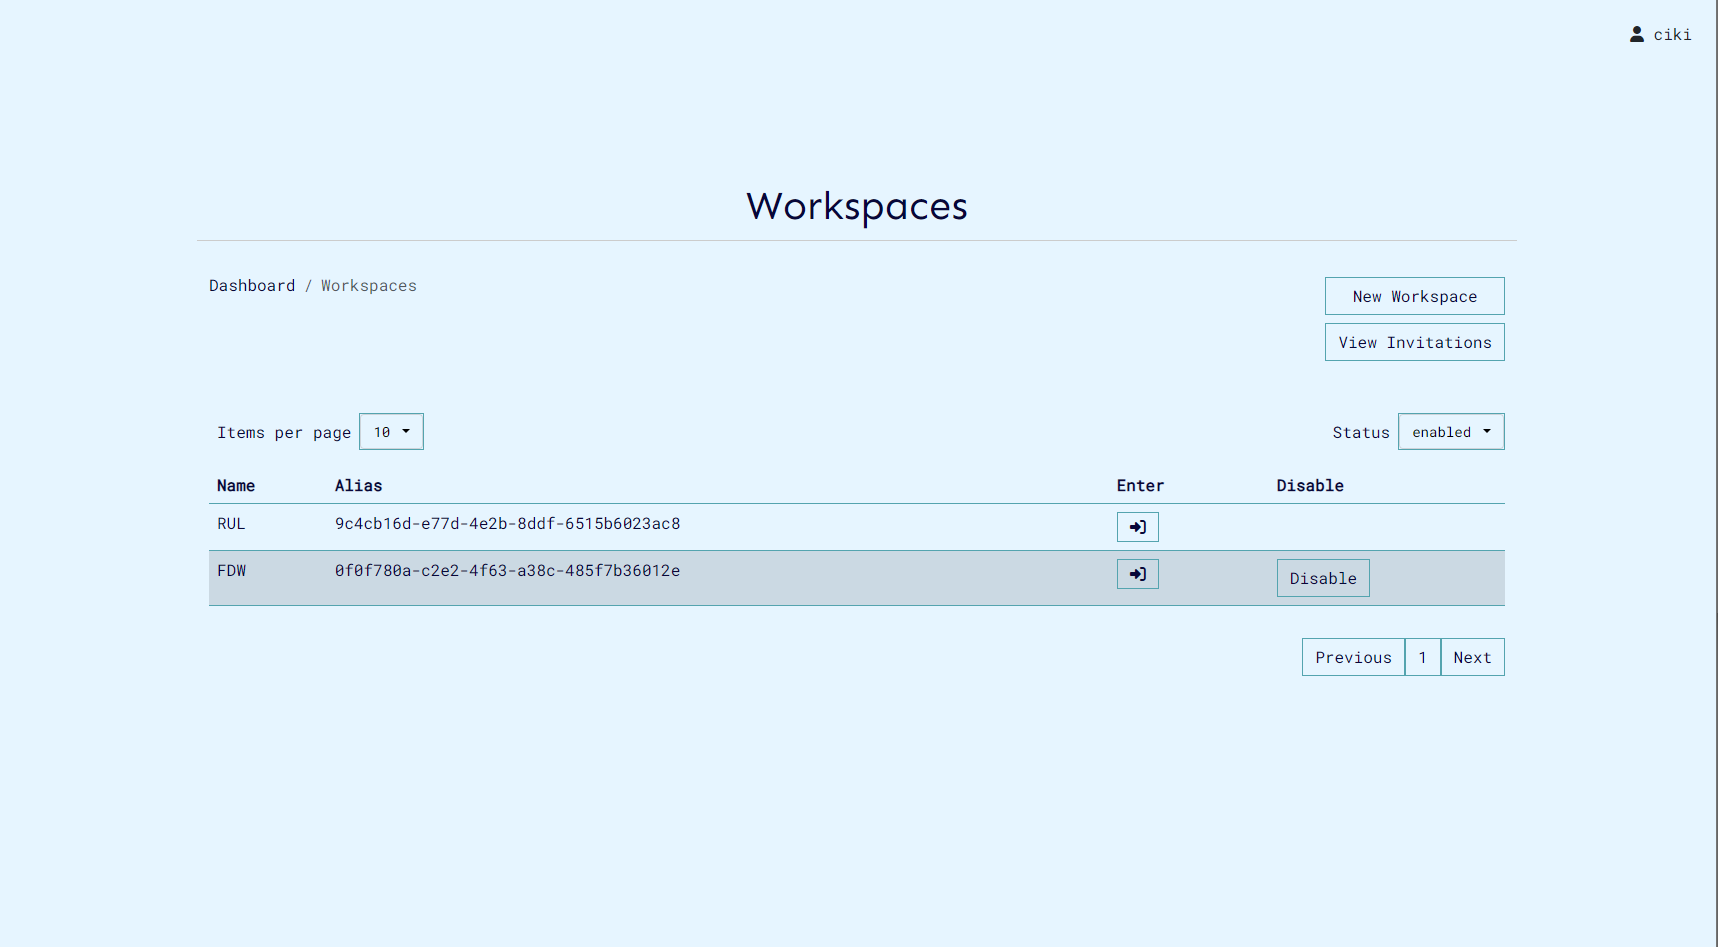 ciki
Workspaces
Dashboard / Workspaces
New Workspace
View Invitations
Items per page 10
Status enabled
Name Alias Enter Disable
RUL 9c4cb16d-e77d-4e2b-8ddf-6515b6023ac8
FDW 0f0f780a-c2e2-4f63-a38c-485f7b36012e Disable
Previous 1 Next